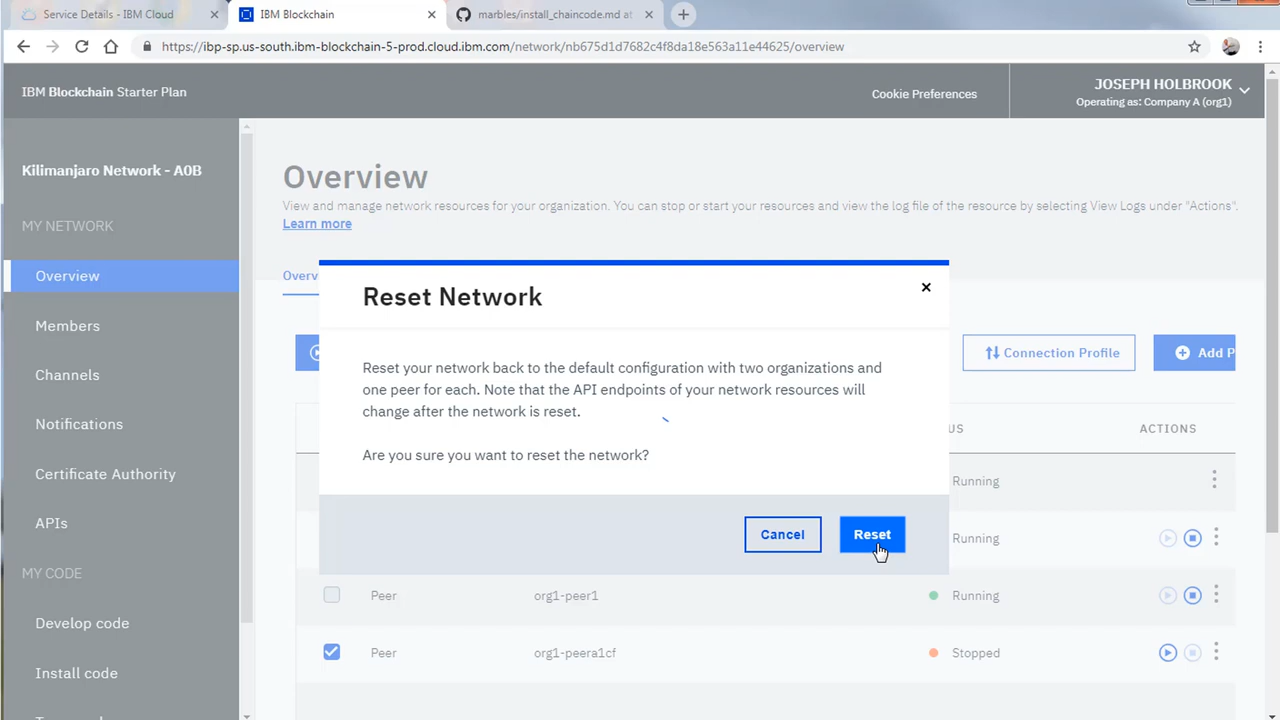 Service Details - IBM Cloud
IBM Blockchain
marbles/install_chaincode.md at
https://ibp-sp.us-south.ibm-blockchain-5-prod.cloud.ibm.com/network/nb675d1d7682c4f8da18e563a11e44625/overview
IBM Blockchain Starter Plan
Cookie Preferences
JOSEPH HOLBROOK
Operating as: Company A (org1)
Kilimanjaro Network - A0B
MY NETWORK
Overview
Members
Channels
Notifications
Certificate Authority
APIs
MY CODE
Develop code
Install code
Overview
View and manage network resources for your organization. You can stop or start your resources and view the log file of the resource by selecting View Logs under "Actions".
Learn more
Overv
Reset Network
Reset your network back to the default configuration with two organizations and
one peer for each. Note that the API endpoints of your network resources will
change after the network is reset.
Are you sure you want to reset the network?
Cancel
Reset
Connection Profile
Add P
US
ACTIONS
Running
Running
Peer org1-peer1 Running
Peer org1-peera1cf Stopped